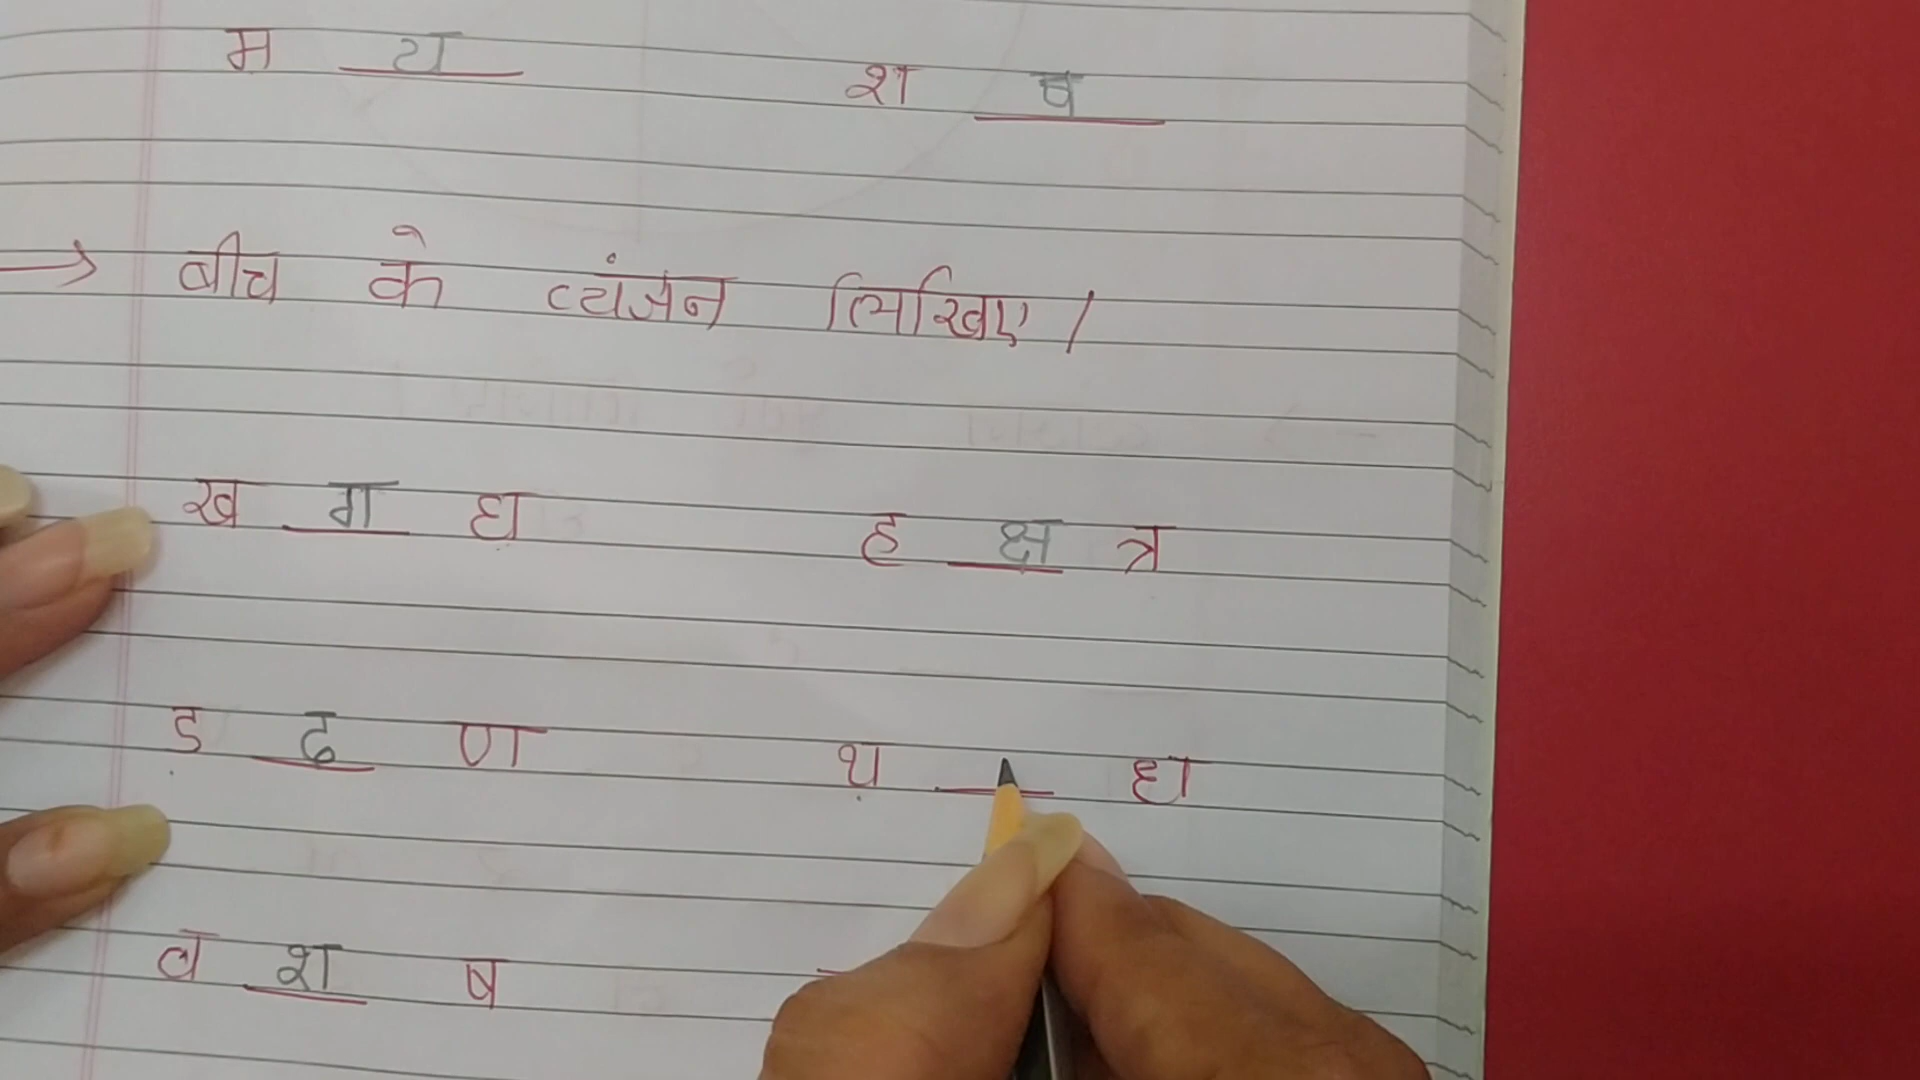 म य श ष
→ बीच के व्यंजन लिखिए।
ख ग घ ह क्ष त्र
ड ढ ण थ ध
व श ष